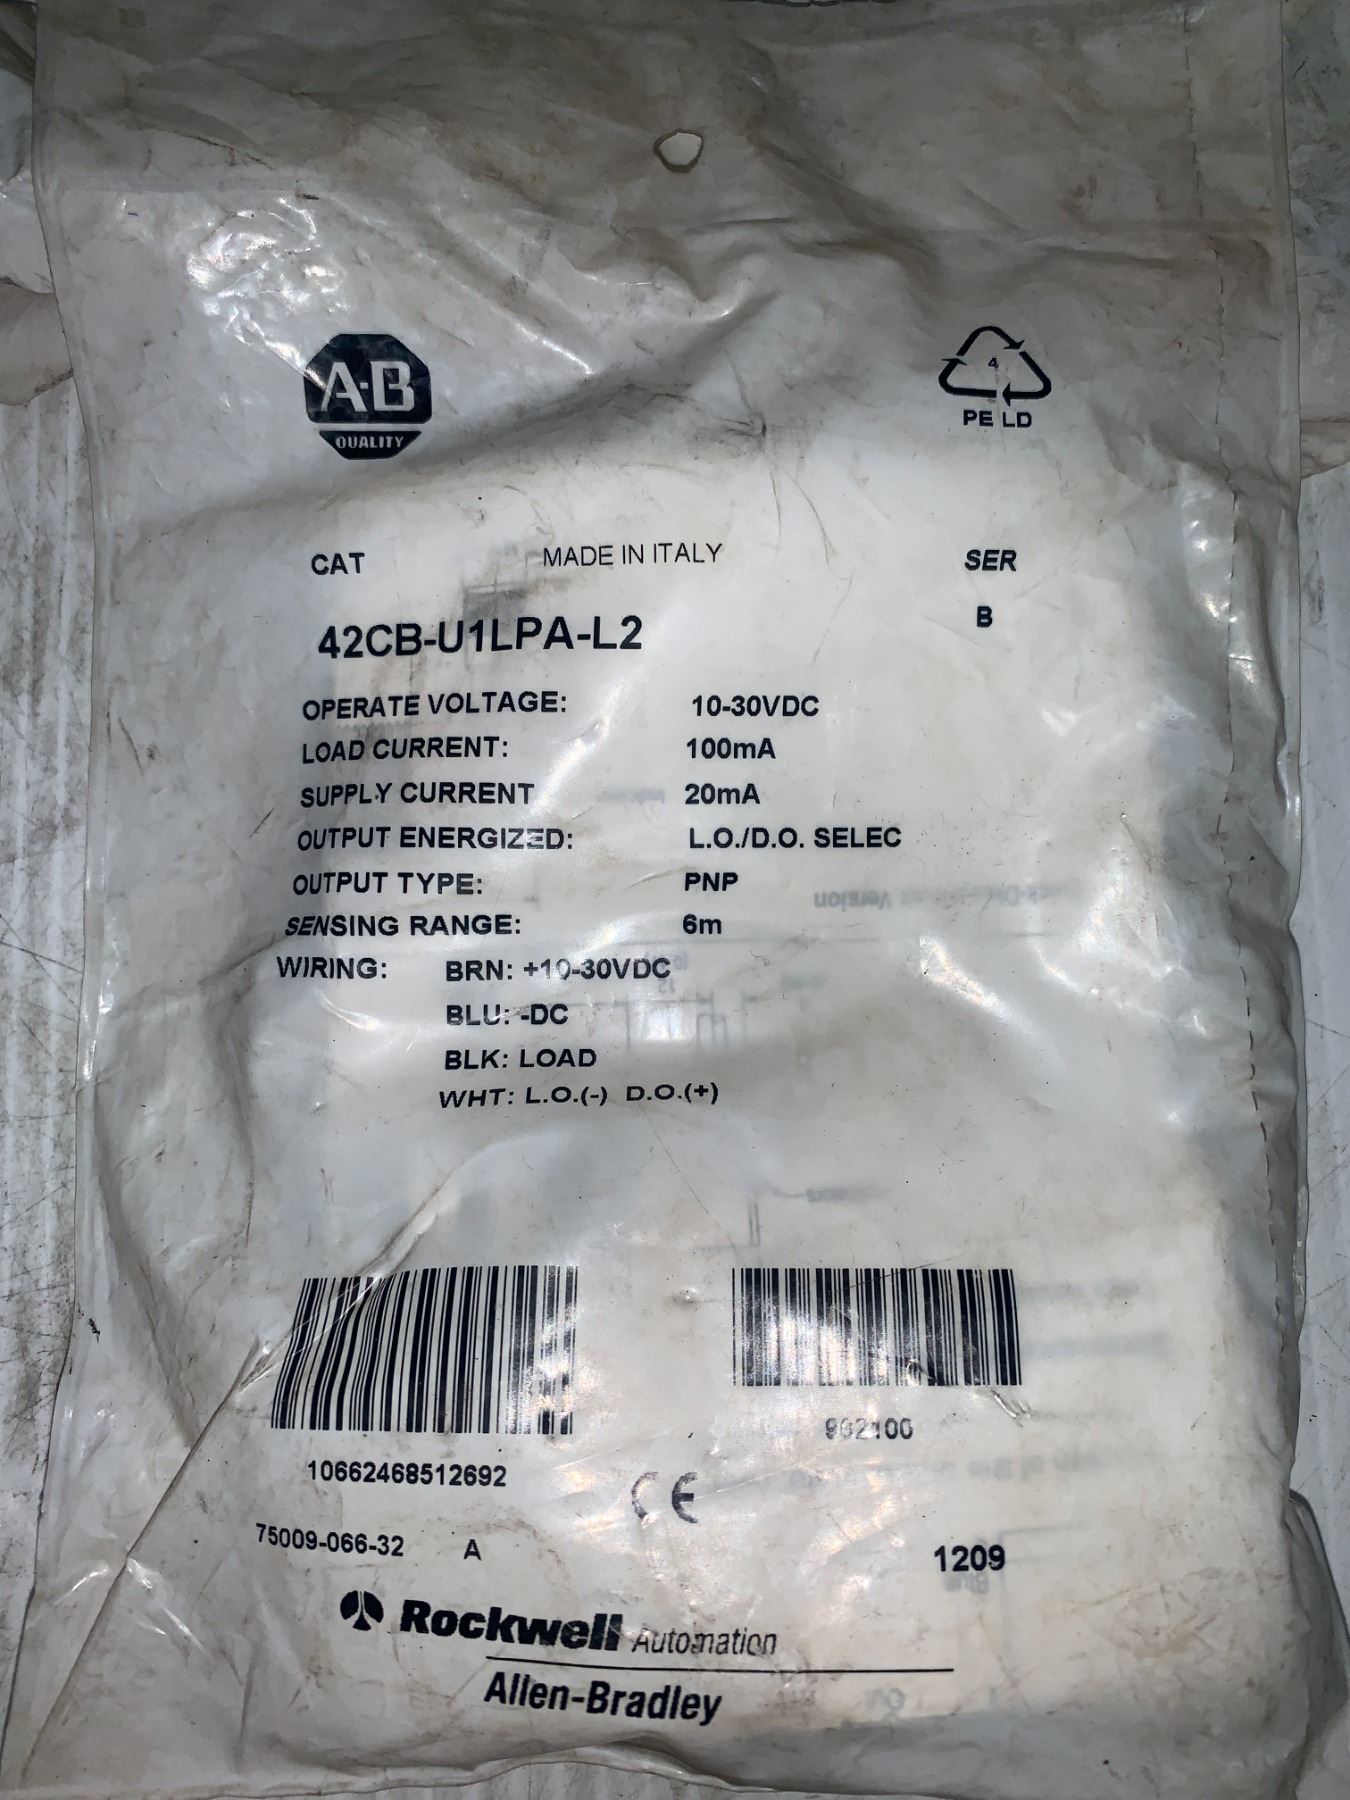 A-B
QUALITY
4
PE LD
CAT MADE IN ITALY SER
42CB-U1LPA-L2 B
OPERATE VOLTAGE: 10-30VDC
LOAD CURRENT: 100mA
SUPPLY CURRENT 20mA
OUTPUT ENERGIZED: L.O./D.O. SELEC
OUTPUT TYPE: PNP
SENSING RANGE: 6m
WIRING: BRN: +10-30VDC
BLU: -DC
BLK: LOAD
WHT: L.O.(-) D.O.(+)
10662468512692
902100
CE
75009-066-32 A
1209
Rockwell Automation
Allen-Bradley